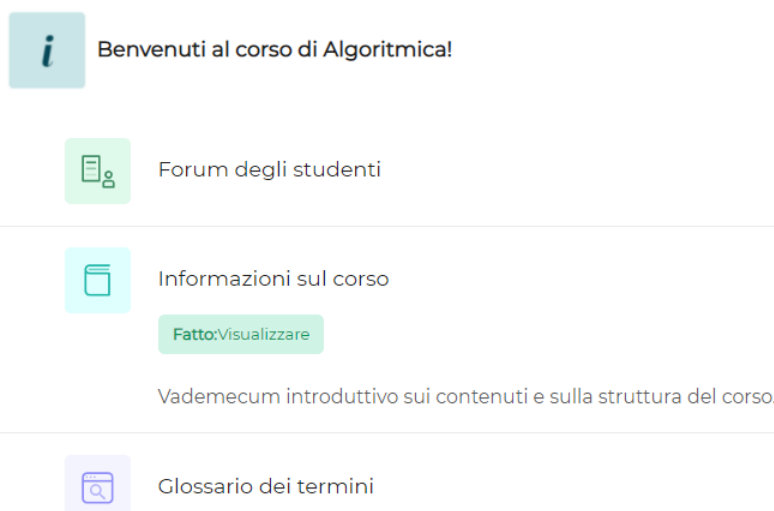 Benvenuti al corso di Algoritmica!
Forum degli studenti
Informazioni sul corso
Fatto:Visualizzare
Vademecum introduttivo sui contenuti e sulla struttura del corso.
Glossario dei termini